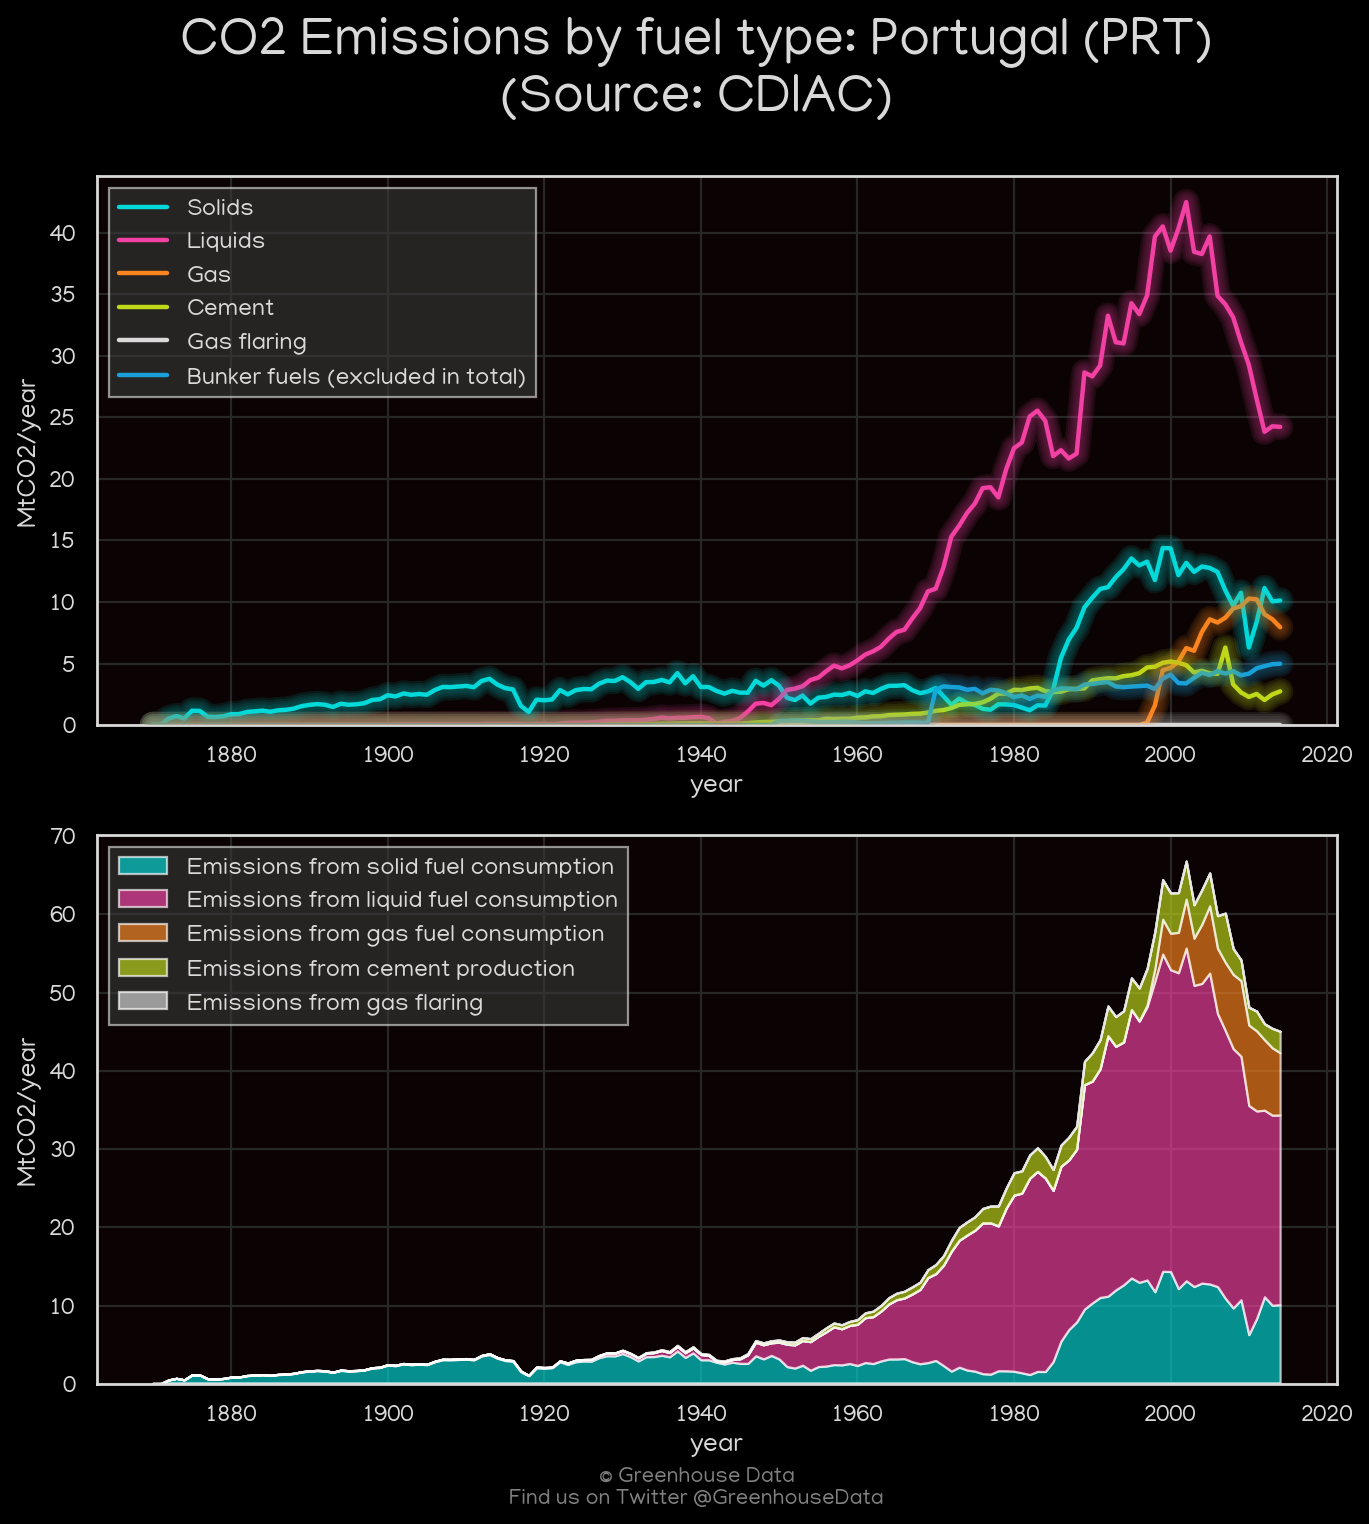 CO2 Emissions by fuel type: Portugal (PRT)
(Source: CDIAC)
Solids
Liquids
Gas
Cement
Gas flaring
Bunker fuels (excluded in total)
MtCO2/year
40
35
30
25
20
15
10
5
0
1880 1900 1920 1940 1960 1980 2000 2020
year
Emissions from solid fuel consumption
Emissions from liquid fuel consumption
Emissions from gas fuel consumption
Emissions from cement production
Emissions from gas flaring
MtCO2/year
70
60
50
40
30
20
10
0
1880 1900 1920 1940 1960 1980 2000 2020
year
© Greenhouse Data
Find us on Twitter @GreenhouseData